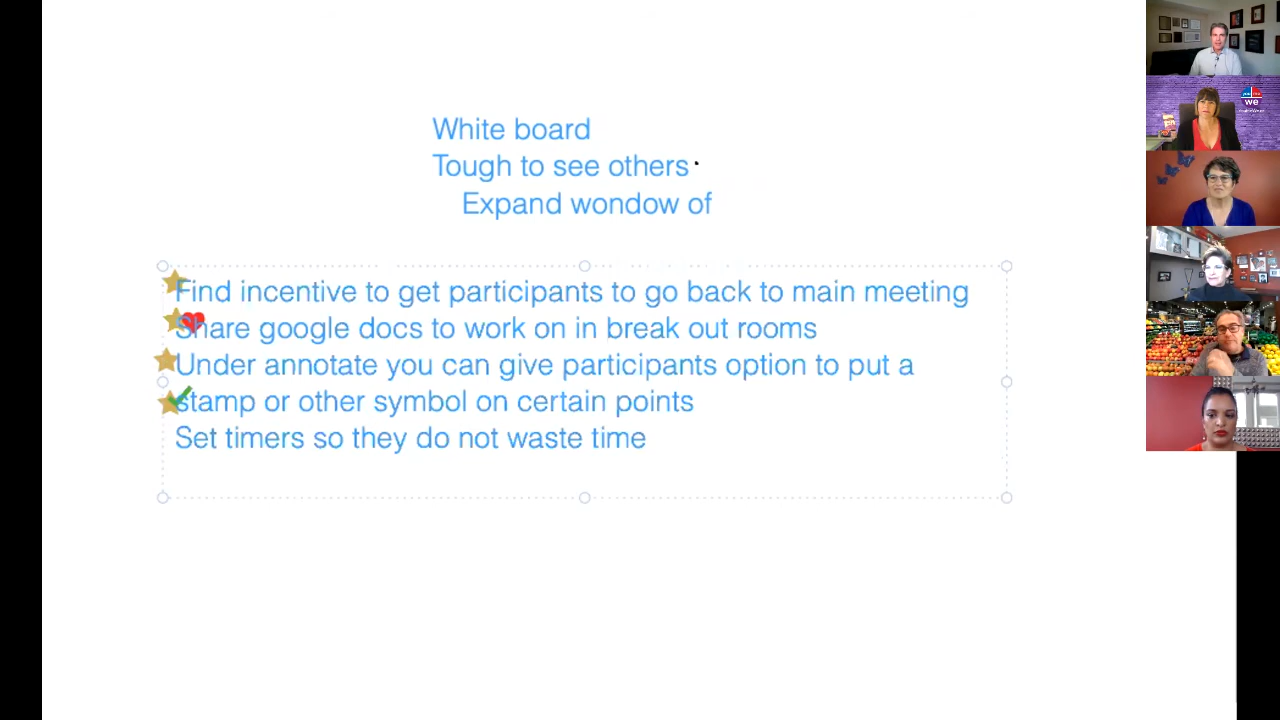 White board
Tough to see others
Expand wondow of
Find incentive to get participants to go back to main meeting
Share google docs to work on in break out rooms
Under annotate you can give participants option to put a
stamp or other symbol on certain points
Set timers so they do not waste time
we